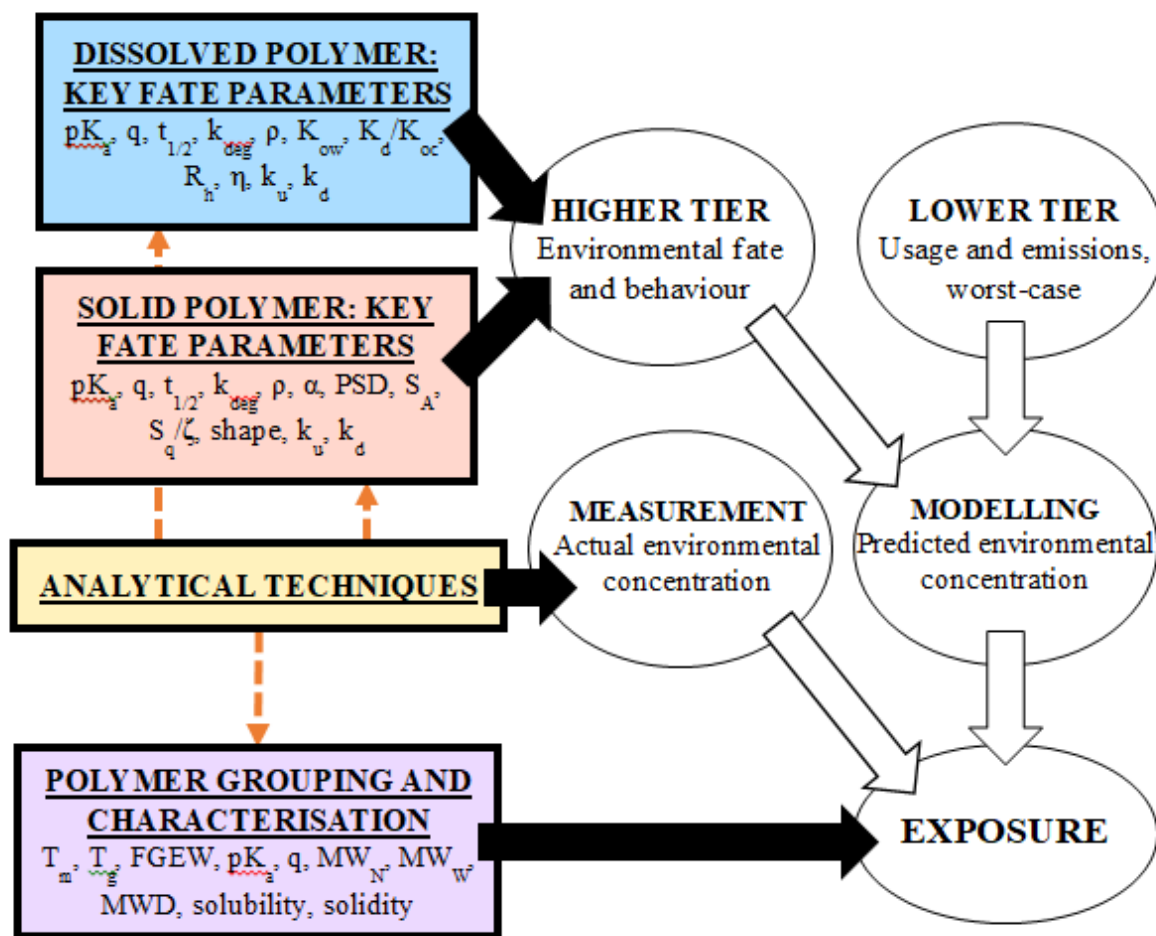 DISSOLVED POLYMER:
KEY FATE PARAMETERS
pKa, q, t1/2, kdeg, ρ, Kow, Kd/Koc,
Rh, η, ku, kd
SOLID POLYMER: KEY
FATE PARAMETERS
pKa, q, t1/2, kdeg, ρ, α, PSD, SA,
Sq/ζ, shape, ku, kd
ANALYTICAL TECHNIQUES
POLYMER GROUPING AND
CHARACTERISATION
Tm, Tg, FGEW, pKa, q, MWN, MWW,
MWD, solubility, solidity
HIGHER TIER
Environmental fate
and behaviour
LOWER TIER
Usage and emissions,
worst-case
MEASUREMENT
Actual environmental
concentration
MODELLING
Predicted environmental
concentration
EXPOSURE